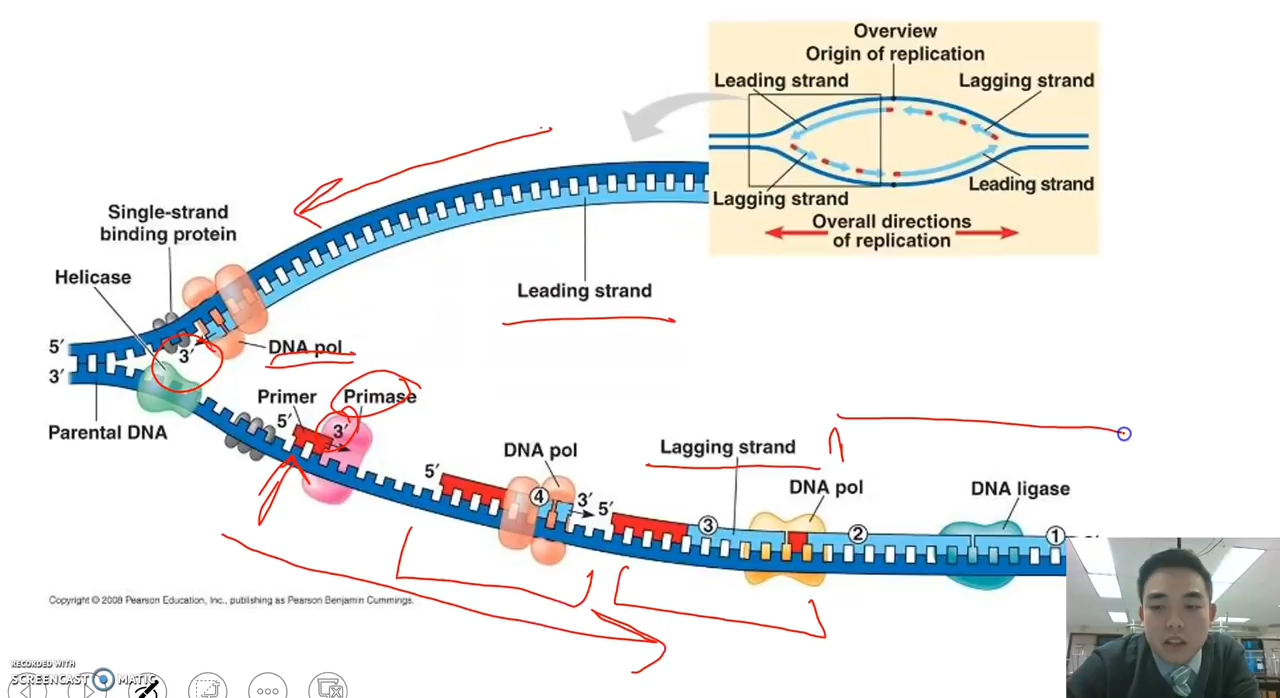 Overview
Origin of replication
Leading strand
Lagging strand
Lagging strand
Leading strand
Overall directions
of replication
Single-strand
binding protein
Helicase
Leading strand
5′
3′
3′
DNA pol
Parental DNA
Primer
Primase
5′
3′
DNA pol
Lagging strand
5′
4
3′
5′
3
DNA pol
2
DNA ligase
1
Copyright © 2008 Pearson Education, Inc., publishing as Pearson Benjamin Cummings.
RECORDED WITH
SCREENCAST MATIC